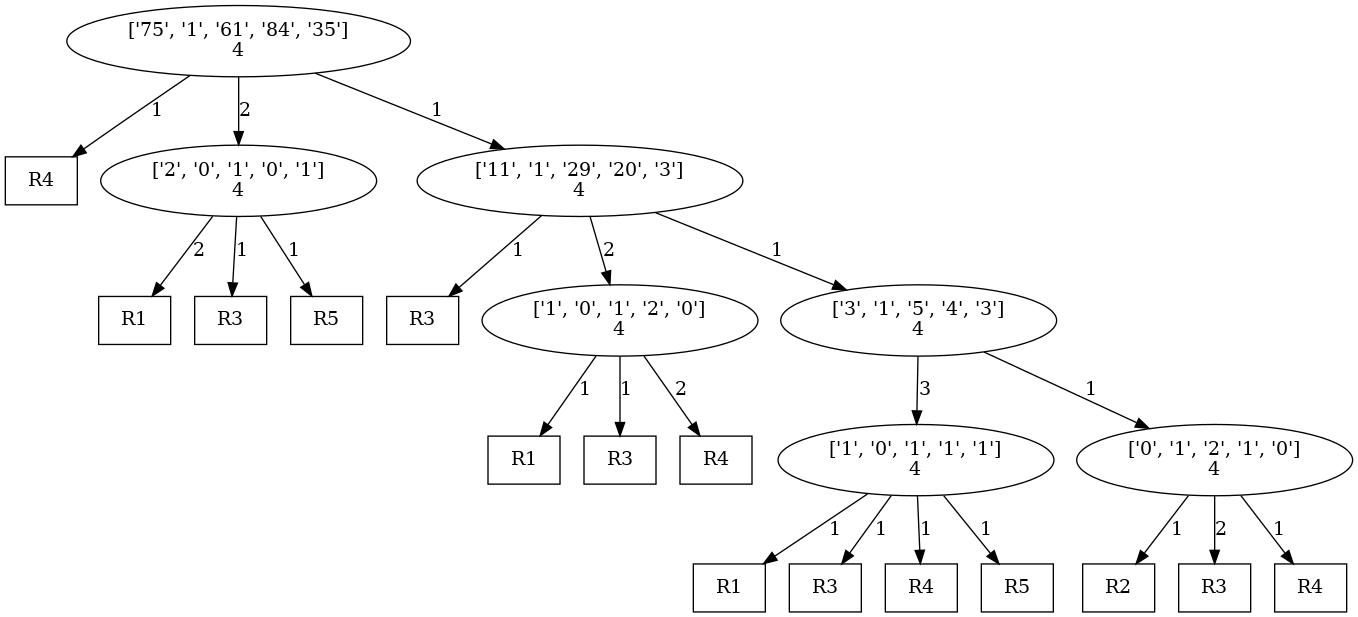 ['75', '1', '61', '84', '35']
4
1
2
1
R4
['2', '0', '1', '0', '1']
4
['11', '1', '29', '20', '3']
4
2
1
1
1
2
1
R1
R3
R5
R3
['1', '0', '1', '2', '0']
4
['3', '1', '5', '4', '3']
4
1
1
2
3
1
R1
R3
R4
['1', '0', '1', '1', '1']
4
['0', '1', '2', '1', '0']
4
1
1
1
1
1
2
1
R1
R3
R4
R5
R2
R3
R4